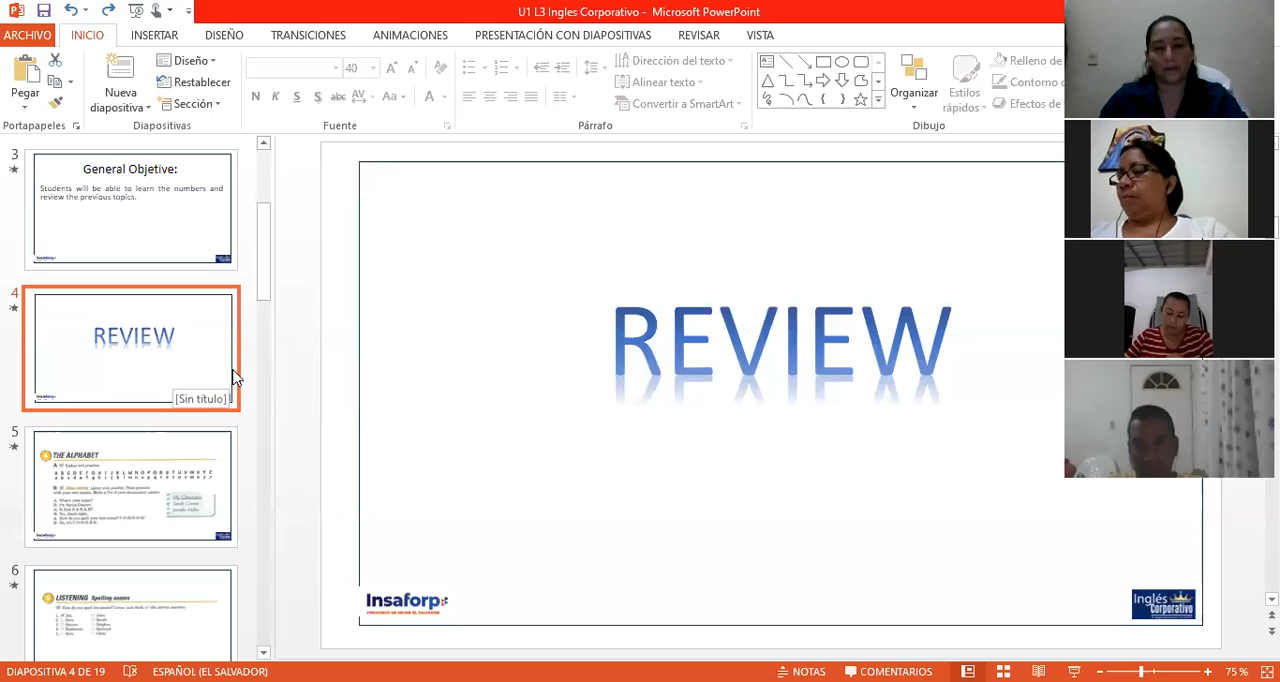 U1 L3 Ingles Corporativo - Microsoft PowerPoint
ARCHIVO INICIO INSERTAR DISEÑO TRANSICIONES ANIMACIONES PRESENTACIÓN CON DIAPOSITIVAS REVISAR VISTA
Pegar
Portapapeles
Nueva diapositiva
Diseño
Restablecer
Sección
Diapositivas
40
N K S S abc AV Aa A
Fuente
Dirección del texto
Alinear texto
Convertir a SmartArt
Párrafo
Organizar
Estilos rápidos
Relleno de
Contorno
Efectos de
Dibujo
3
General Objetive:
Students will be able to learn the numbers and
review the previous topics.
4
REVIEW
[Sin título]
5
THE ALPHABET
6
LISTENING Spelling names
REVIEW
Insaforp
Inglés
Corporativo
DIAPOSITIVA 4 DE 19 ESPAÑOL (EL SALVADOR) NOTAS COMENTARIOS 75 %